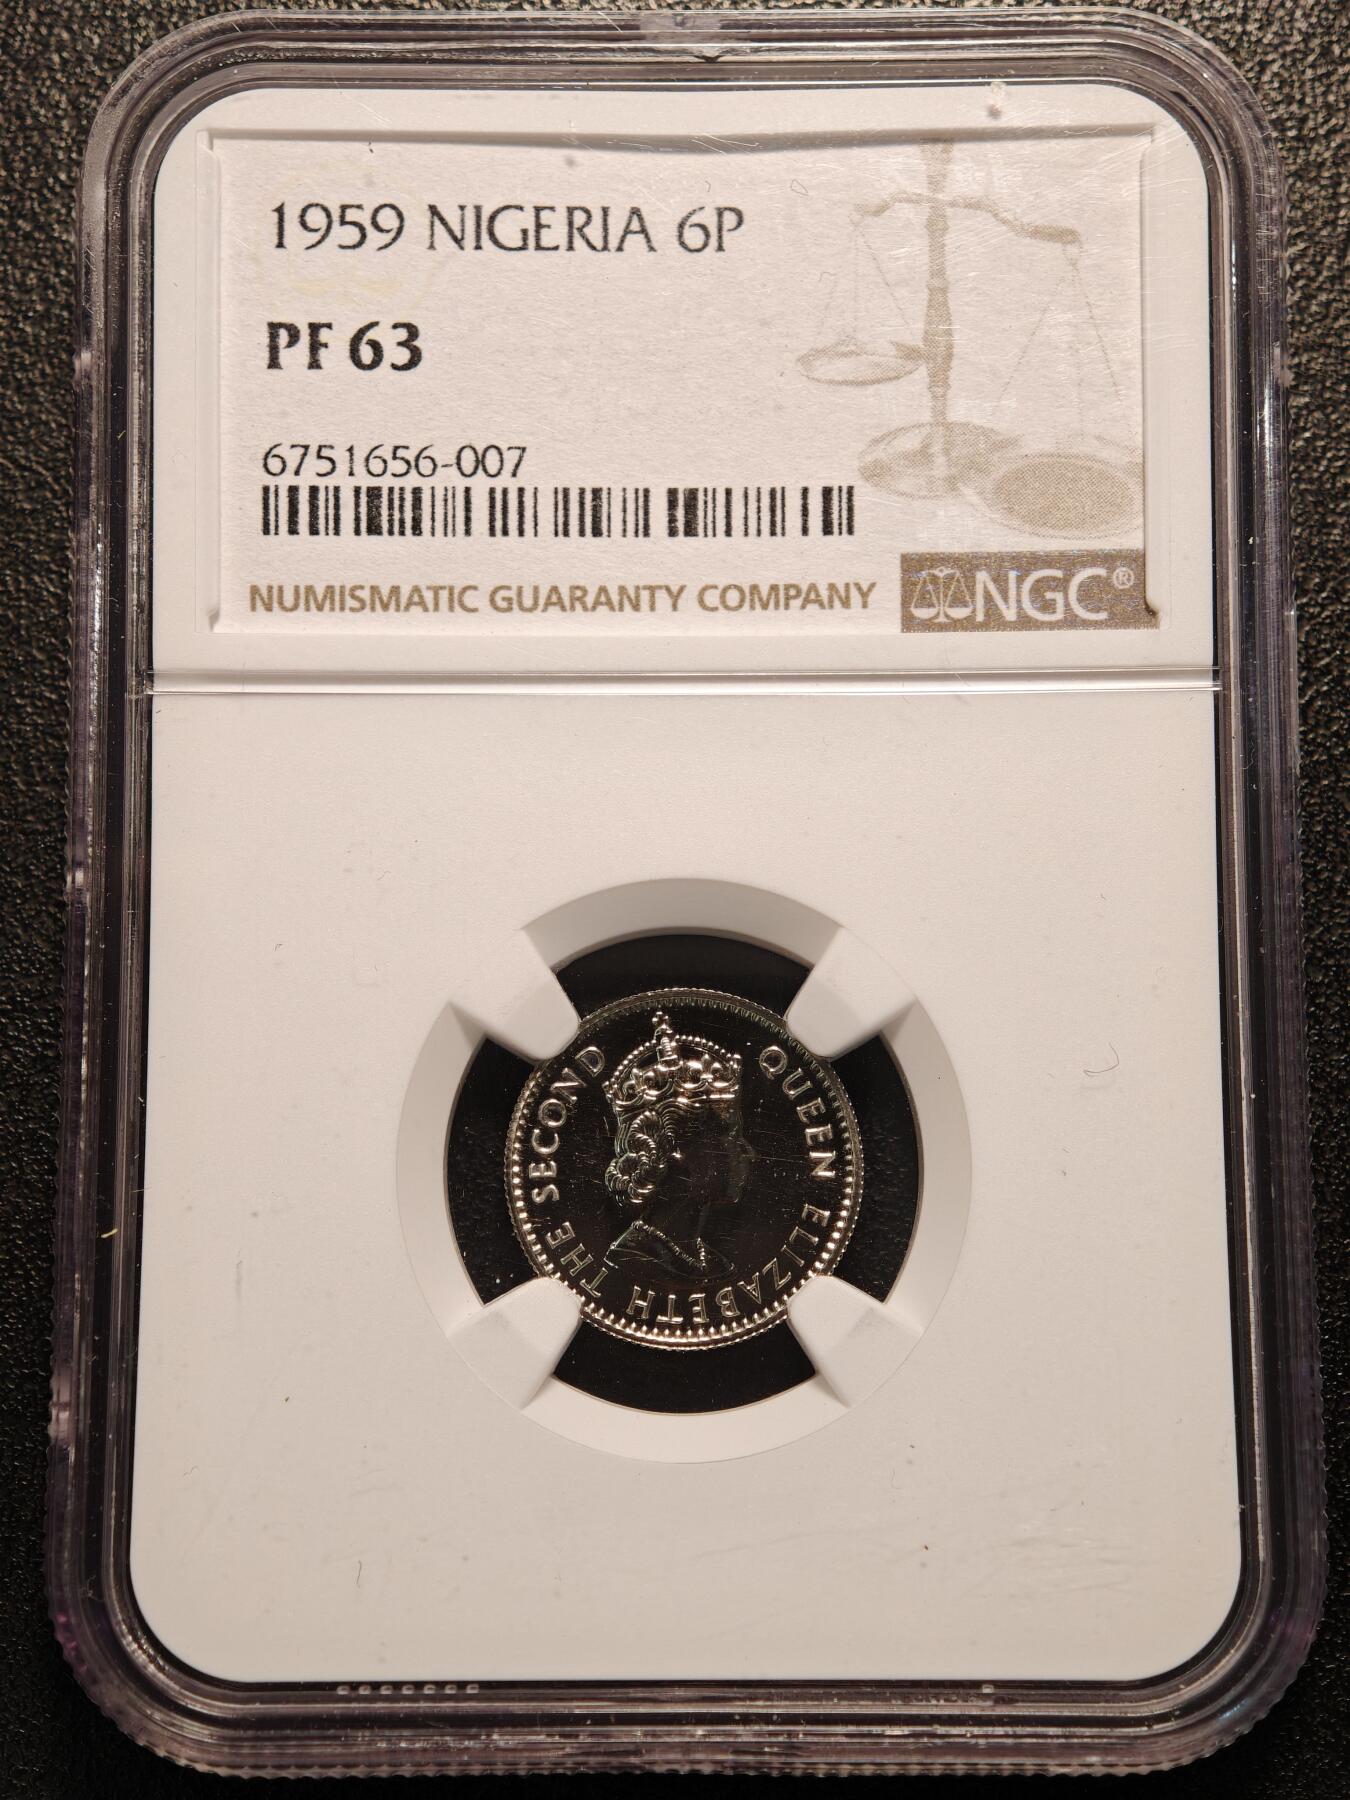 1959 NIGERIA 6P
PF 63
6751656-007
NUMISMATIC GUARANTY COMPANY NGC®
QUEEN ELIZABETH THE SECOND